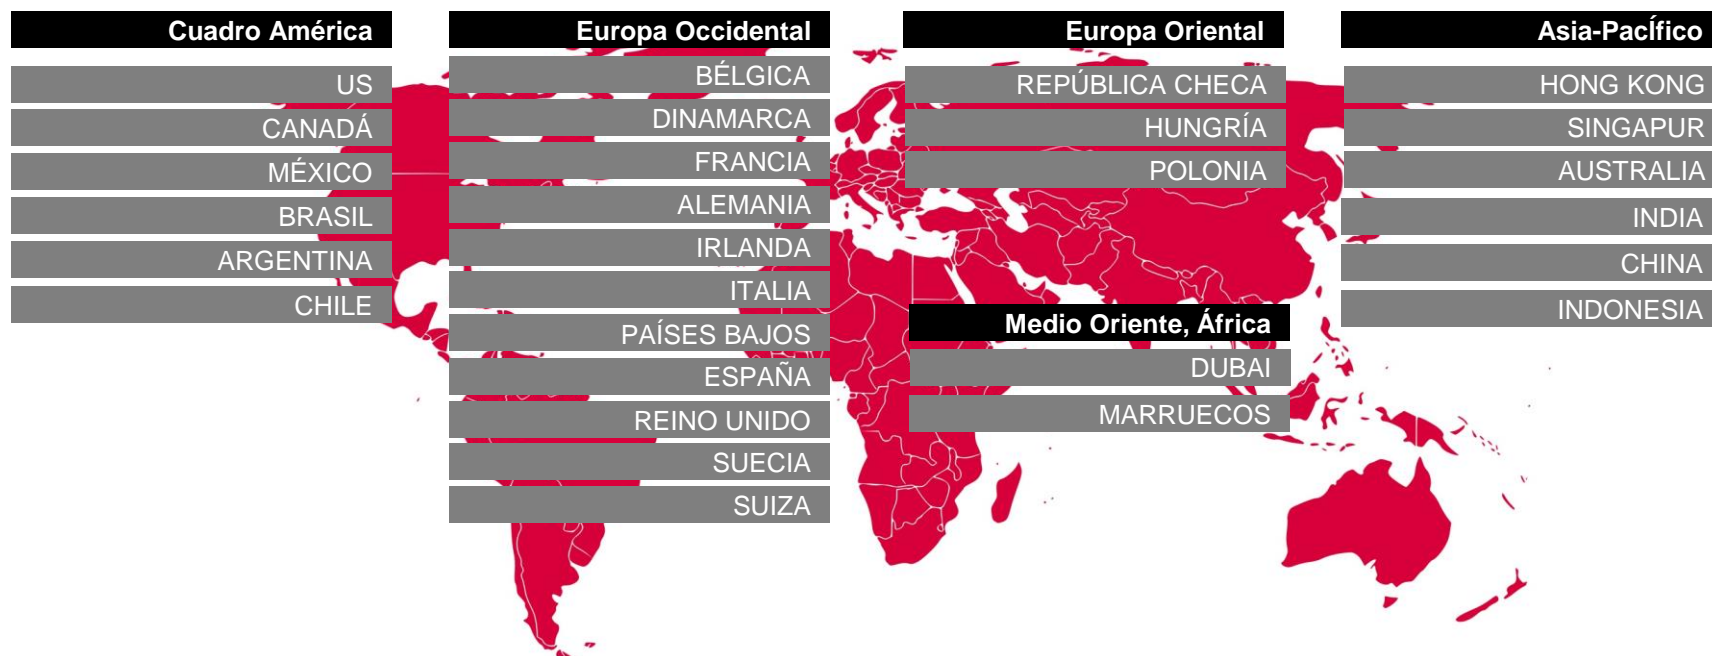 Cuadro América
US
CANADÁ
MÉXICO
BRASIL
ARGENTINA
CHILE
Europa Occidental
BÉLGICA
DINAMARCA
FRANCIA
ALEMANIA
IRLANDA
ITALIA
PAÍSES BAJOS
ESPAÑA
REINO UNIDO
SUECIA
SUIZA
Europa Oriental
REPÚBLICA CHECA
HUNGRÍA
POLONIA
Medio Oriente, África
DUBAI
MARRUECOS
Asia-PacÍfico
HONG KONG
SINGAPUR
AUSTRALIA
INDIA
CHINA
INDONESIA